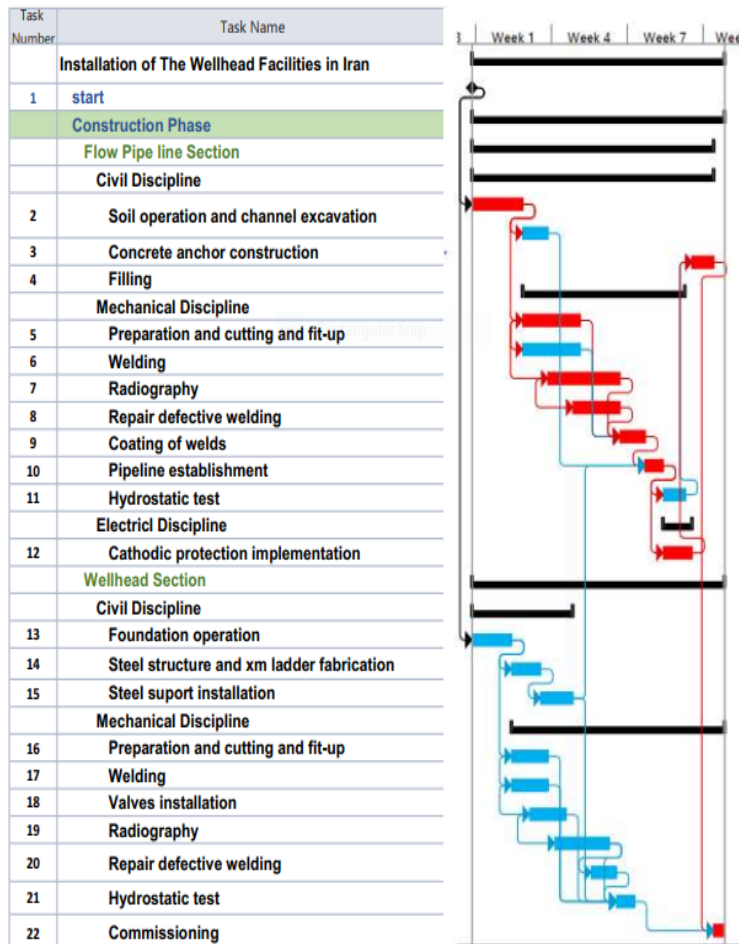 Task Number
Task Name
3
Week 1
Week 4
Week 7
Wee
Installation of The Wellhead Facilities in Iran
1 start
Construction Phase
Flow Pipe line Section
Civil Discipline
2 Soil operation and channel excavation
3 Concrete anchor construction
4 Filling
Mechanical Discipline
5 Preparation and cutting and fit-up
6 Welding
7 Radiography
8 Repair defective welding
9 Coating of welds
10 Pipeline establishment
11 Hydrostatic test
Electricl Discipline
12 Cathodic protection implementation
Wellhead Section
Civil Discipline
13 Foundation operation
14 Steel structure and xm ladder fabrication
15 Steel suport installation
Mechanical Discipline
16 Preparation and cutting and fit-up
17 Welding
18 Valves installation
19 Radiography
20 Repair defective welding
21 Hydrostatic test
22 Commissioning